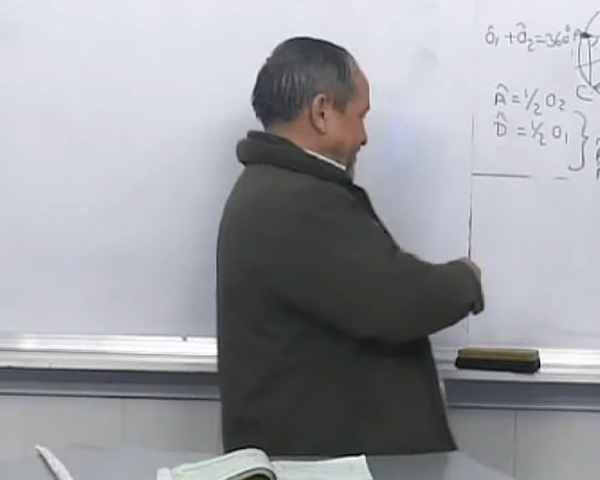 Ô₁ + Ô₂ = 360° A
C
Â = 1/2 O₂
D̂ = 1/2 O₁